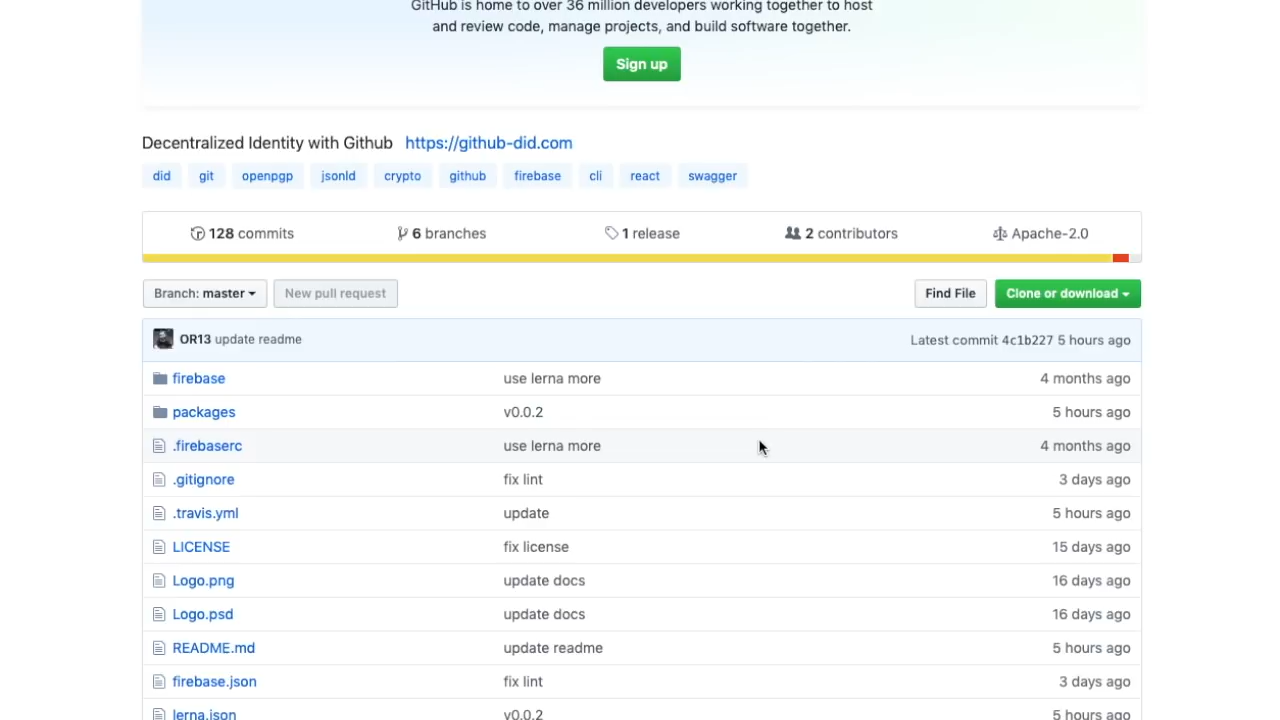 GitHub is home to over 36 million developers working together to host
and review code, manage projects, and build software together.
Sign up
Decentralized Identity with Github https://github-did.com
did git openpgp jsonld crypto github firebase cli react swagger
128 commits 6 branches 1 release 2 contributors Apache-2.0
Branch: master New pull request Find File Clone or download
OR13 update readme Latest commit 4c1b227 5 hours ago
firebase use lerna more 4 months ago
packages v0.0.2 5 hours ago
.firebaserc use lerna more 4 months ago
.gitignore fix lint 3 days ago
.travis.yml update 5 hours ago
LICENSE fix license 15 days ago
Logo.png update docs 16 days ago
Logo.psd update docs 16 days ago
README.md update readme 5 hours ago
firebase.json fix lint 3 days ago
lerna.json v0.0.2 5 hours ago